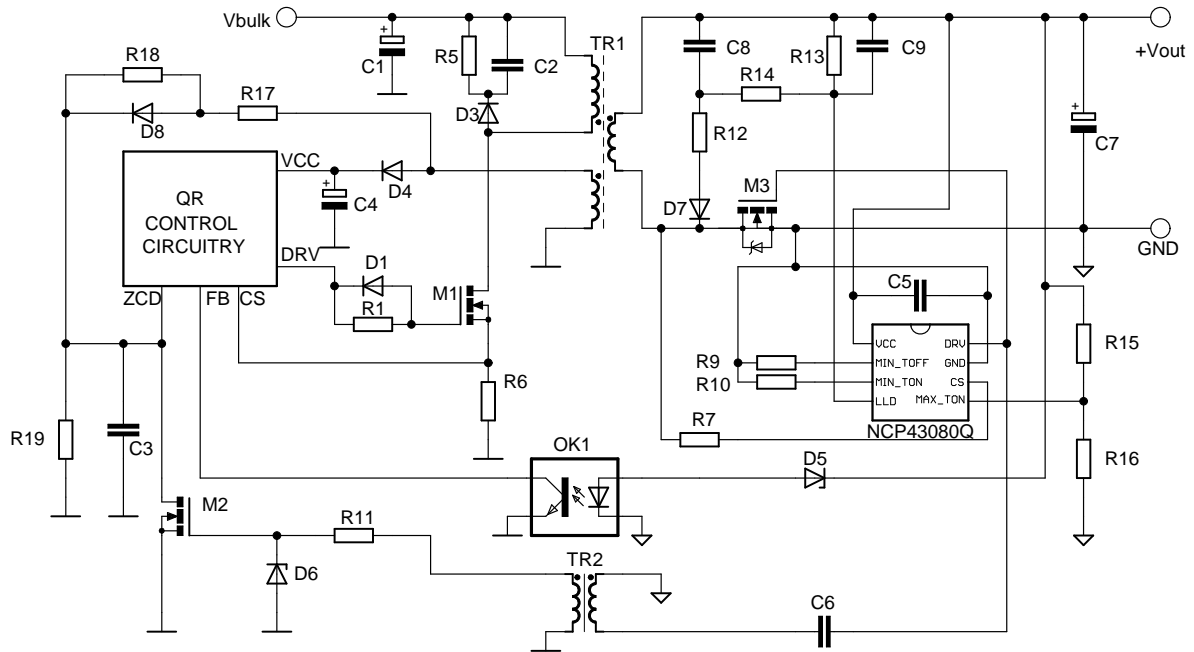 Vbulk
+Vout
GND
C1
R5
C2
D3
TR1
C8
R14
R13
C9
R12
D7
M3
C7
R18
D8
R17
QR
CONTROL
CIRCUITRY
VCC
DRV
ZCD
FB
CS
D4
C4
D1
R1
M1
R6
C5
R9
R10
R7
VCC
MIN_TOFF
MIN_TON
LLD
DRV
GND
CS
MAX_TON
NCP43080Q
R15
R16
R19
C3
M2
OK1
D5
R11
D6
TR2
C6
+
+
+